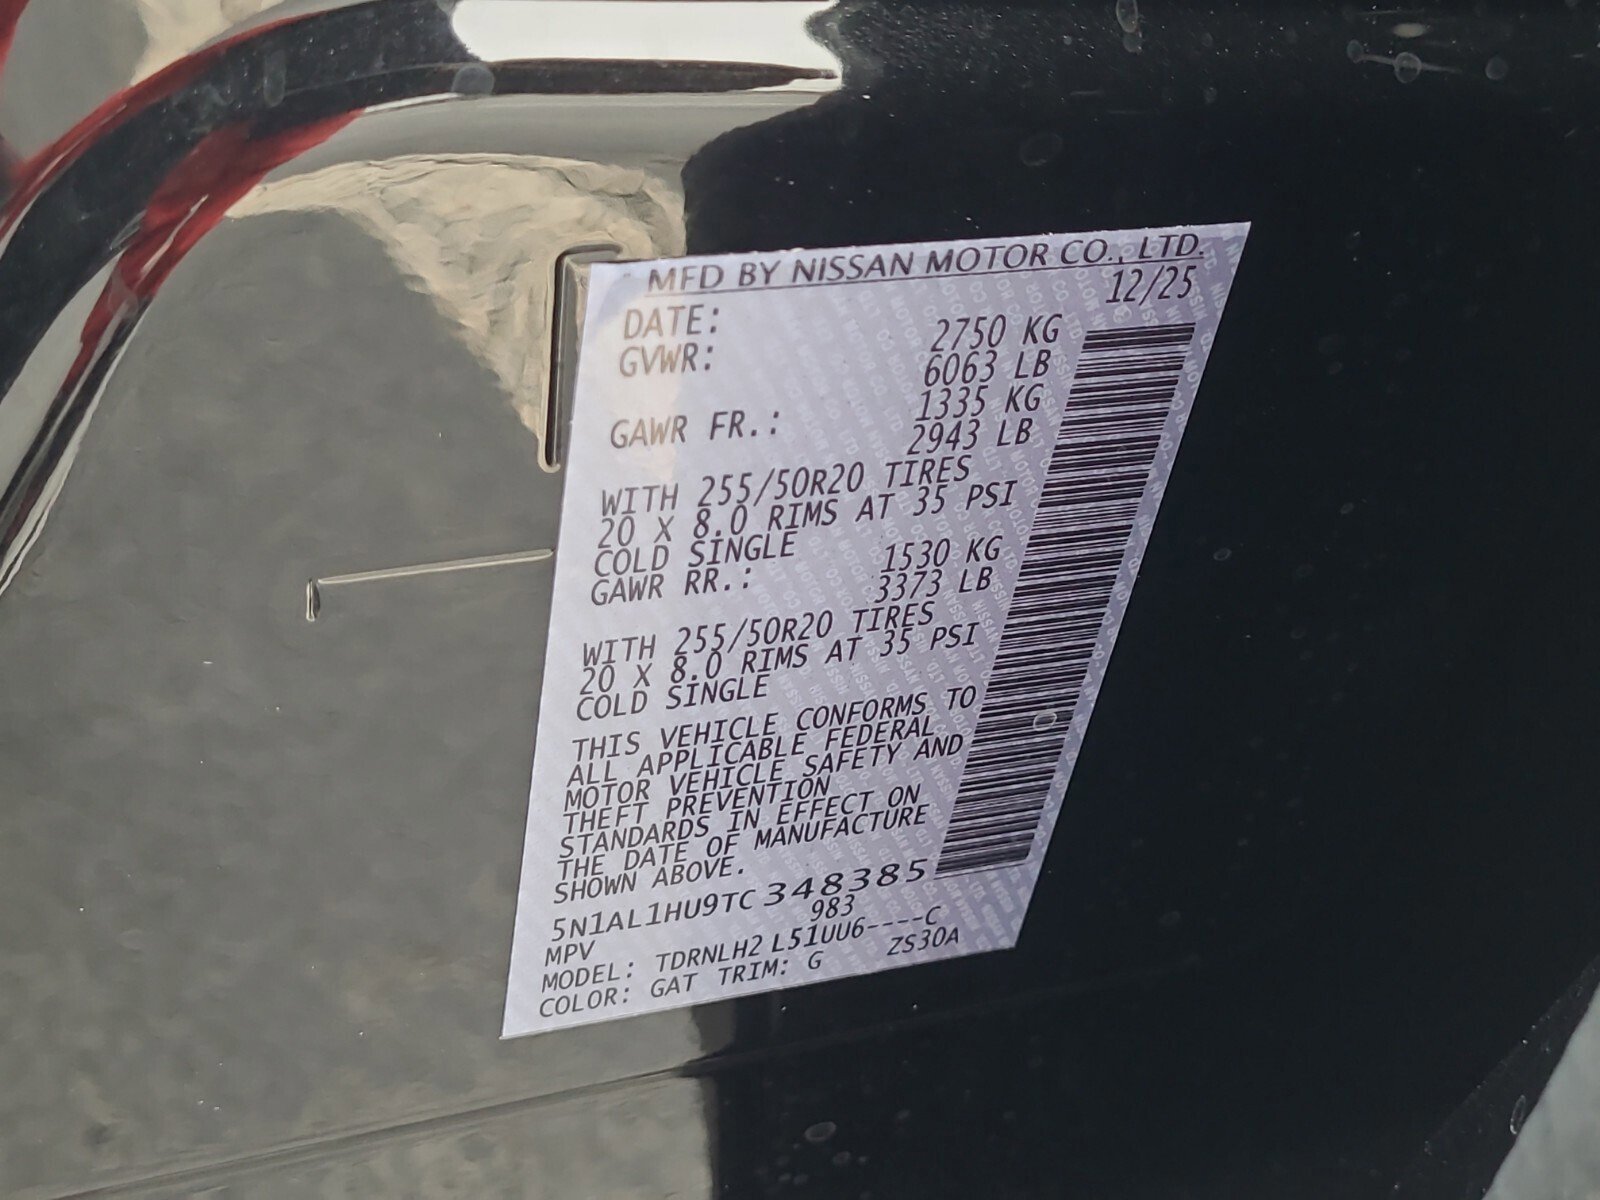 MFD BY NISSAN MOTOR CO., LTD.
DATE: 12/25
GVWR: 2750 KG
6063 LB
GAWR FR.: 1335 KG
2943 LB
WITH 255/50R20 TIRES
20 X 8.0 RIMS AT 35 PSI
COLD SINGLE
GAWR RR.: 1530 KG
3373 LB
WITH 255/50R20 TIRES
20 X 8.0 RIMS AT 35 PSI
COLD SINGLE
THIS VEHICLE CONFORMS TO
ALL APPLICABLE FEDERAL
MOTOR VEHICLE SAFETY AND
THEFT PREVENTION
STANDARDS IN EFFECT ON
THE DATE OF MANUFACTURE
SHOWN ABOVE.
5N1AL1HU9TC348385
MPV 983
MODEL: TDRNLH2 L51UU6----C
COLOR: GAT TRIM: G ZS30A